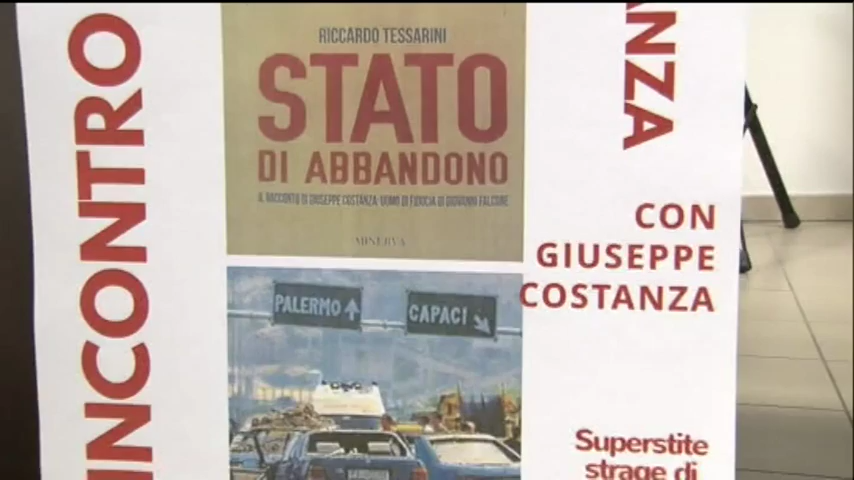 INCONTRO
RICCARDO TESSARINI
STATO
DI ABBANDONO
IL RACCONTO DI GIUSEPPE COSTANZA: UOMO DI FIDUCIA DI GIOVANNI FALCONE
MINERVA
PALERMO
CAPACI
ANZA
CON
GIUSEPPE
COSTANZA
Superstite
strage di